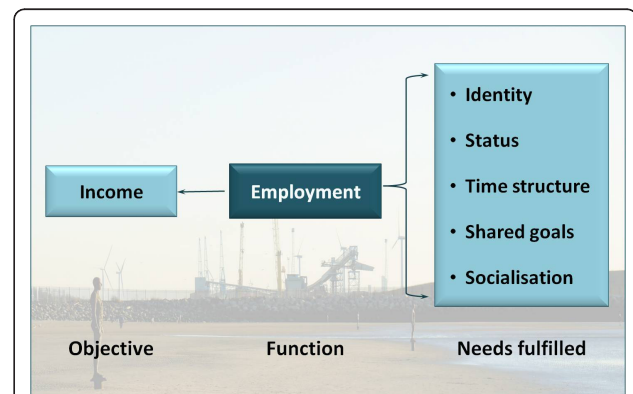 Income
Employment
• Identity
• Status
• Time structure
• Shared goals
• Socialisation
Objective
Function
Needs fulfilled